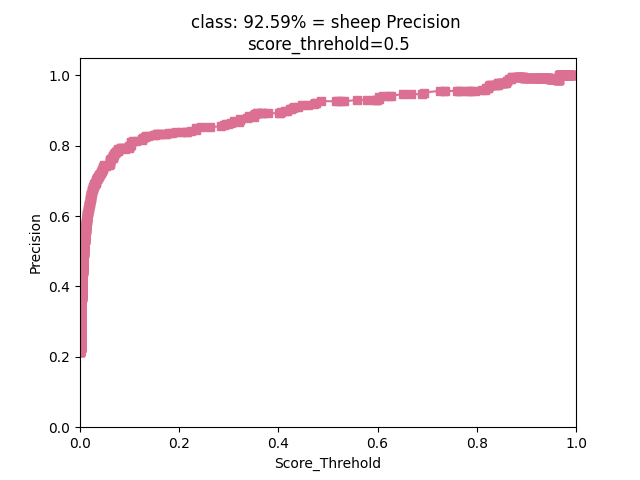 class: 92.59% = sheep Precision
score_threhold=0.5
1.0
0.8
0.6
0.4
0.2
0.0
Precision
0.0 0.2 0.4 0.6 0.8 1.0
Score_Threhold